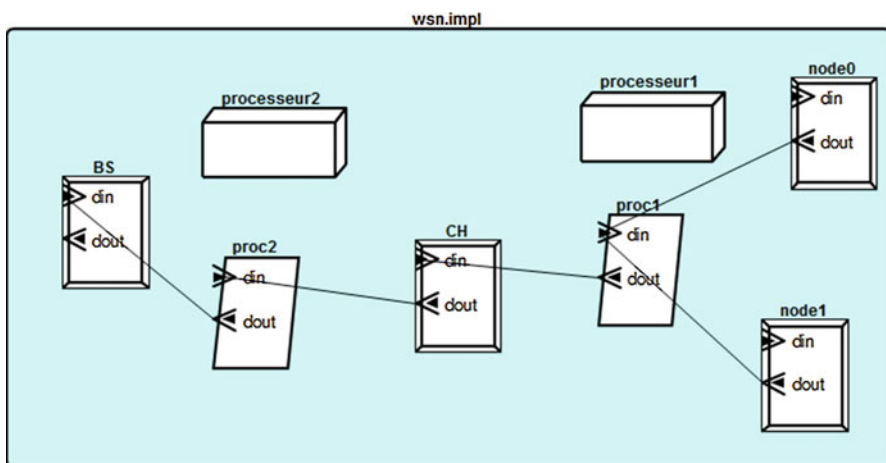 wsn.impl
node0
din
dout
processeur1
processeur2
BS
din
dout
proc1
din
dout
CH
din
dout
proc2
din
dout
node1
din
dout